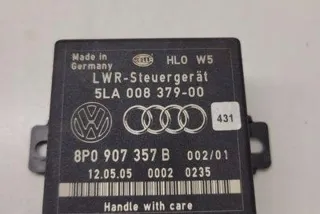 Made in
Germany
HELLA
HLO W5
LWR-Steuergerät
5LA 008 379-00
431
8P0 907 357 B 002/01
12.05.05 0002 0235
Handle with care